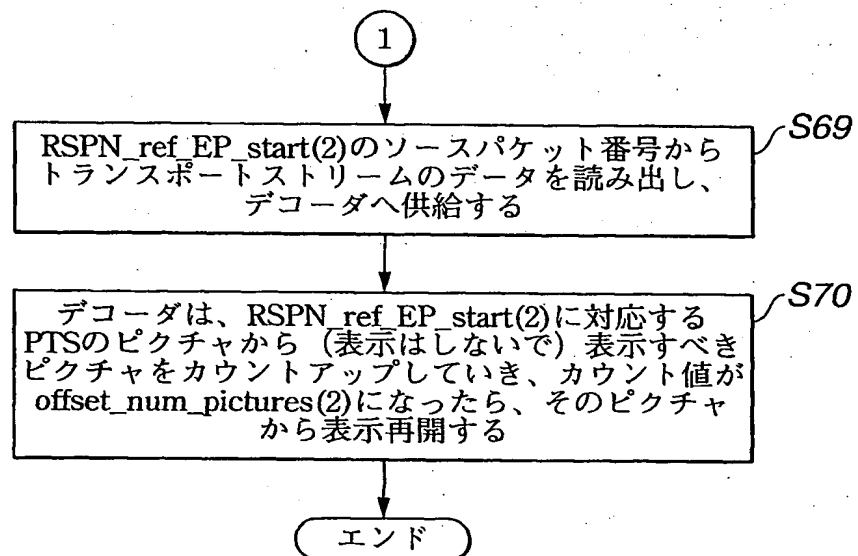 1
S69
RSPN_ref_EP_start(2)のソースパケット番号から
トランスポートストリームのデータを読み出し、
デコーダへ供給する
S70
デコーダは、RSPN_ref_EP_start(2)に対応する
PTSのピクチャから（表示はしないで）表示すべき
ピクチャをカウントアップしていき、カウント値が
offset_num_pictures(2)になったら、そのピクチャ
から表示再開する
エンド